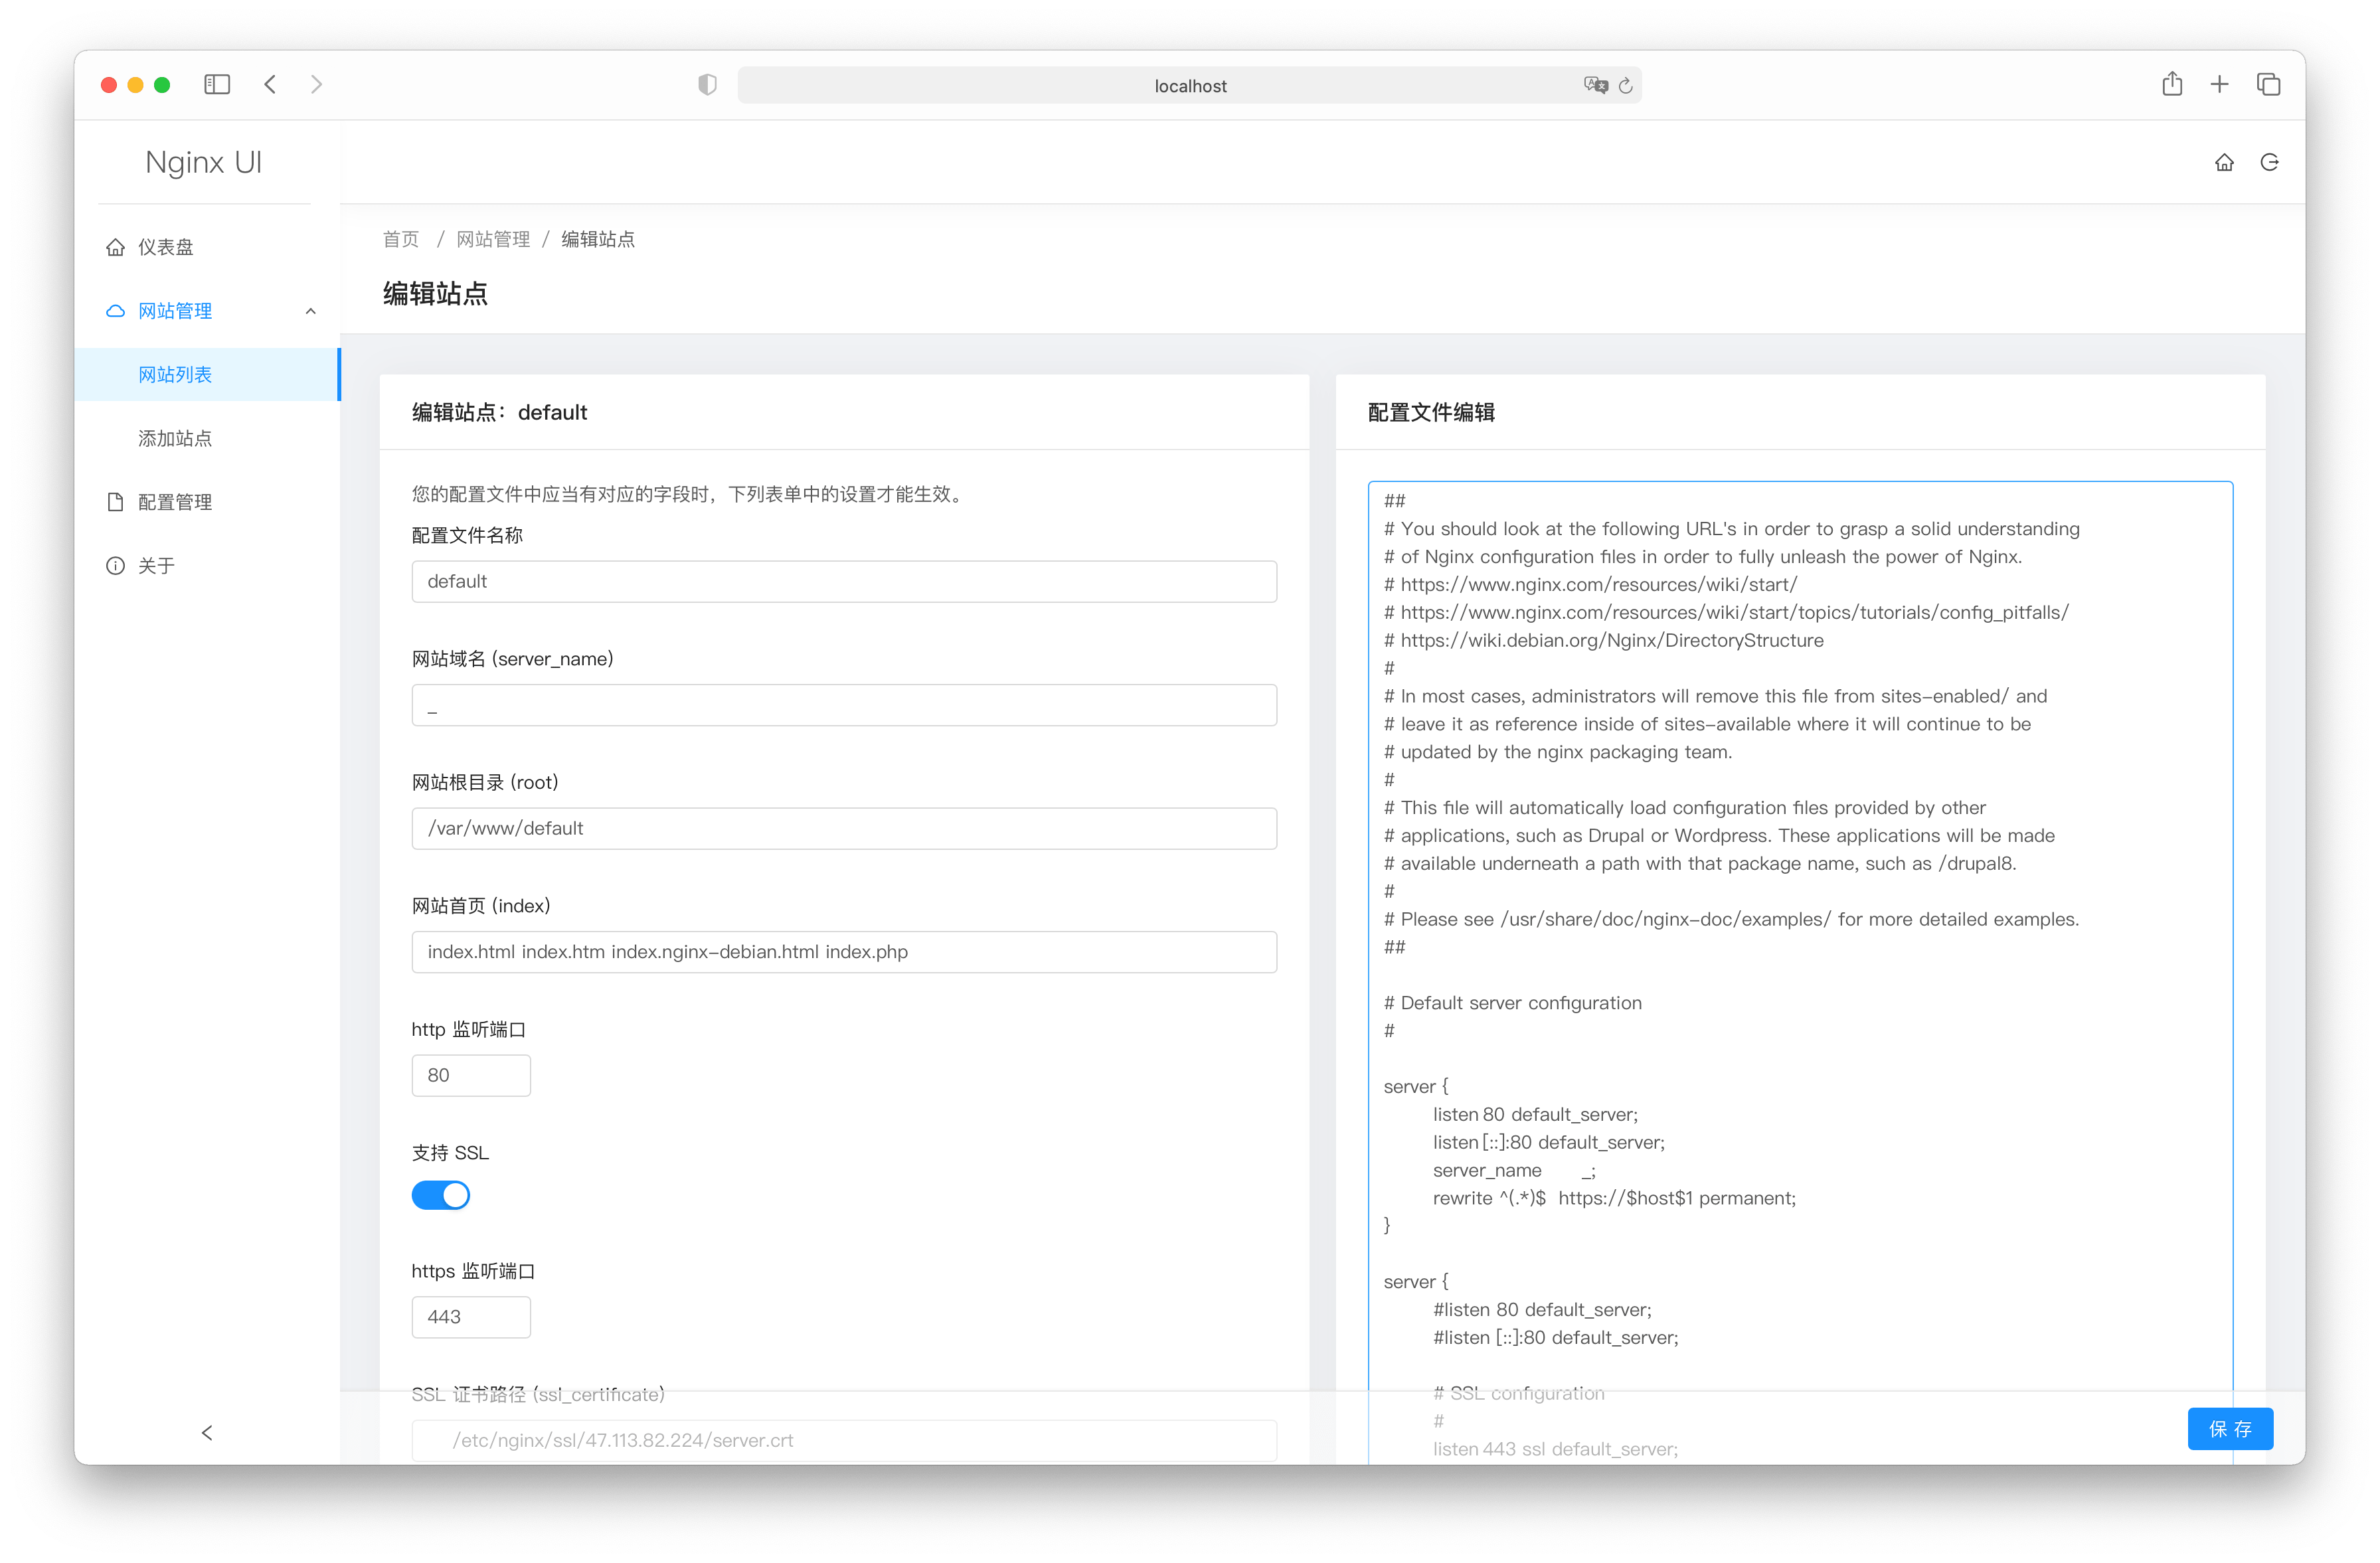 localhost
Nginx UI
仪表盘
网站管理
网站列表
添加站点
配置管理
关于
首页 / 网站管理 / 编辑站点
编辑站点
编辑站点：default
您的配置文件中应当有对应的字段时，下列表单中的设置才能生效。
配置文件名称
default
网站域名 (server_name)
_
网站根目录 (root)
/var/www/default
网站首页 (index)
index.html index.htm index.nginx-debian.html index.php
http 监听端口
80
支持 SSL
https 监听端口
443
SSL 证书路径 (ssl_certificate)
/etc/nginx/ssl/47.113.82.224/server.crt
配置文件编辑
##
# You should look at the following URL's in order to grasp a solid understanding
# of Nginx configuration files in order to fully unleash the power of Nginx.
# https://www.nginx.com/resources/wiki/start/
# https://www.nginx.com/resources/wiki/start/topics/tutorials/config_pitfalls/
# https://wiki.debian.org/Nginx/DirectoryStructure
#
# In most cases, administrators will remove this file from sites-enabled/ and
# leave it as reference inside of sites-available where it will continue to be
# updated by the nginx packaging team.
#
# This file will automatically load configuration files provided by other
# applications, such as Drupal or Wordpress. These applications will be made
# available underneath a path with that package name, such as /drupal8.
#
# Please see /usr/share/doc/nginx-doc/examples/ for more detailed examples.
##
# Default server configuration
#
server {
listen 80 default_server;
listen [::]:80 default_server;
server_name _;
rewrite ^(.*)$ https://$host$1 permanent;
}
server {
#listen 80 default_server;
#listen [::]:80 default_server;
# SSL configuration
#
listen 443 ssl default_server;
保 存